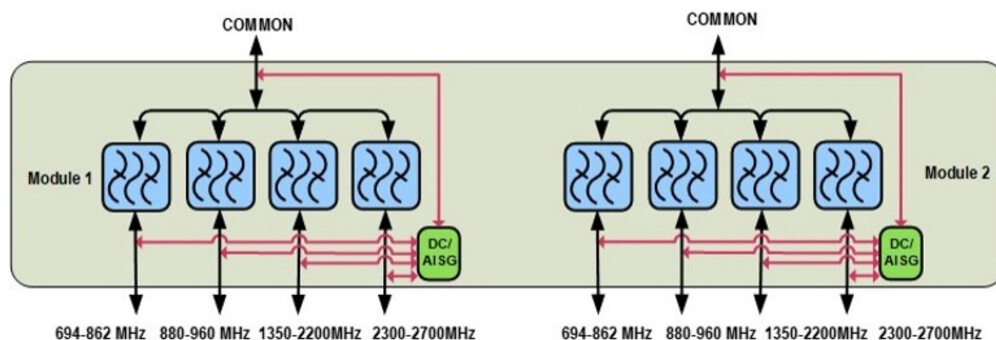 COMMON
COMMON
Module 1
Module 2
DC/
AISG
DC/
AISG
694-862 MHz 880-960 MHz 1350-2200MHz 2300-2700MHz
694-862 MHz 880-960 MHz 1350-2200MHz 2300-2700MHz